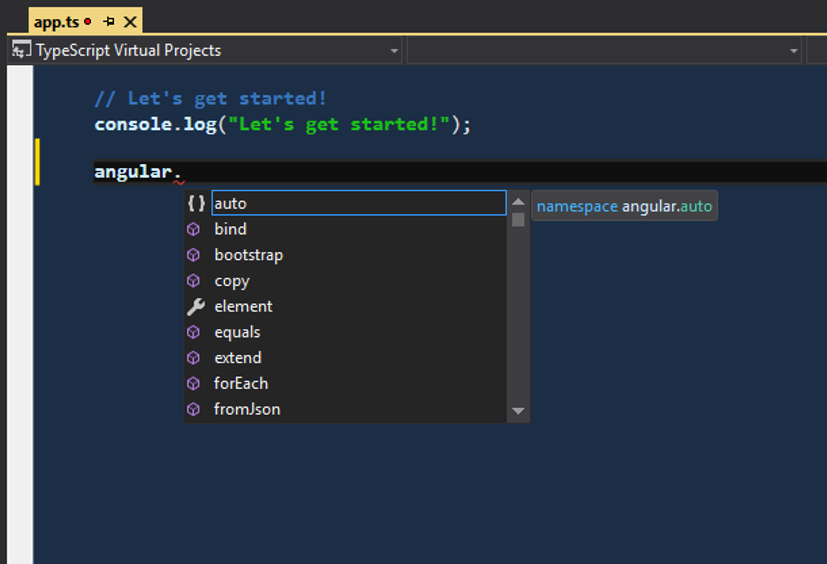 app.ts
TypeScript Virtual Projects
// Let's get started!
console.log("Let's get started!");
angular.
{ } auto
namespace angular.auto
bind
bootstrap
copy
element
equals
extend
forEach
fromJson